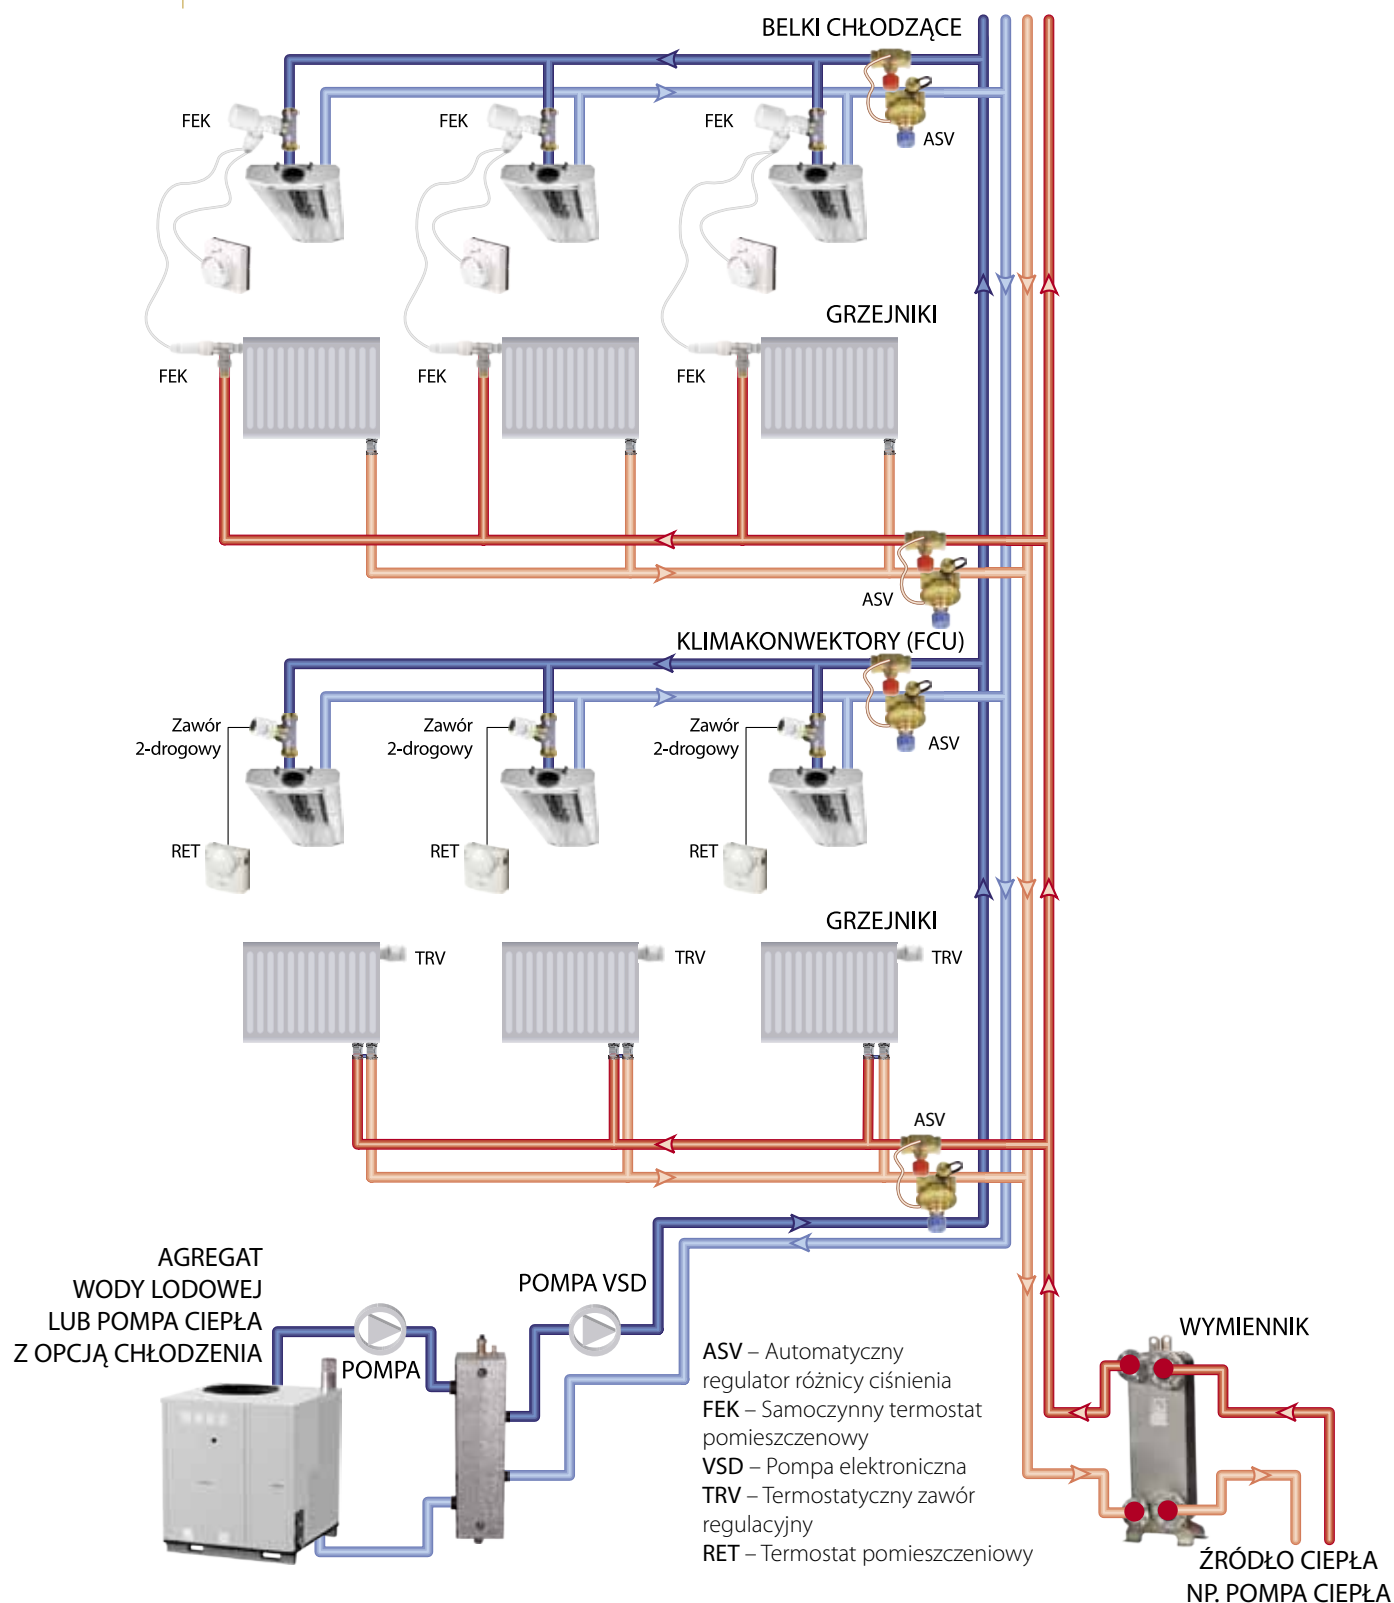 BELKI CHŁODZĄCE
FEK
FEK
FEK
ASV
GRZEJNIKI
FEK
FEK
FEK
ASV
KLIMAKONWEKTORY (FCU)
Zawór
2-drogowy
Zawór
2-drogowy
Zawór
2-drogowy
ASV
RET
RET
RET
GRZEJNIKI
TRV
TRV
TRV
ASV
AGREGAT
WODY LODOWEJ
LUB POMPA CIEPŁA
Z OPCJĄ CHŁODZENIA
POMPA
POMPA VSD
ASV – Automatyczny
regulator różnicy ciśnienia
FEK – Samoczynny termostat
pomieszczenowy
VSD – Pompa elektroniczna
TRV – Termostatyczny zawór
regulacyjny
RET – Termostat pomieszczeniowy
WYMIENNIK
ŹRÓDŁO CIEPŁA
NP. POMPA CIEPŁA